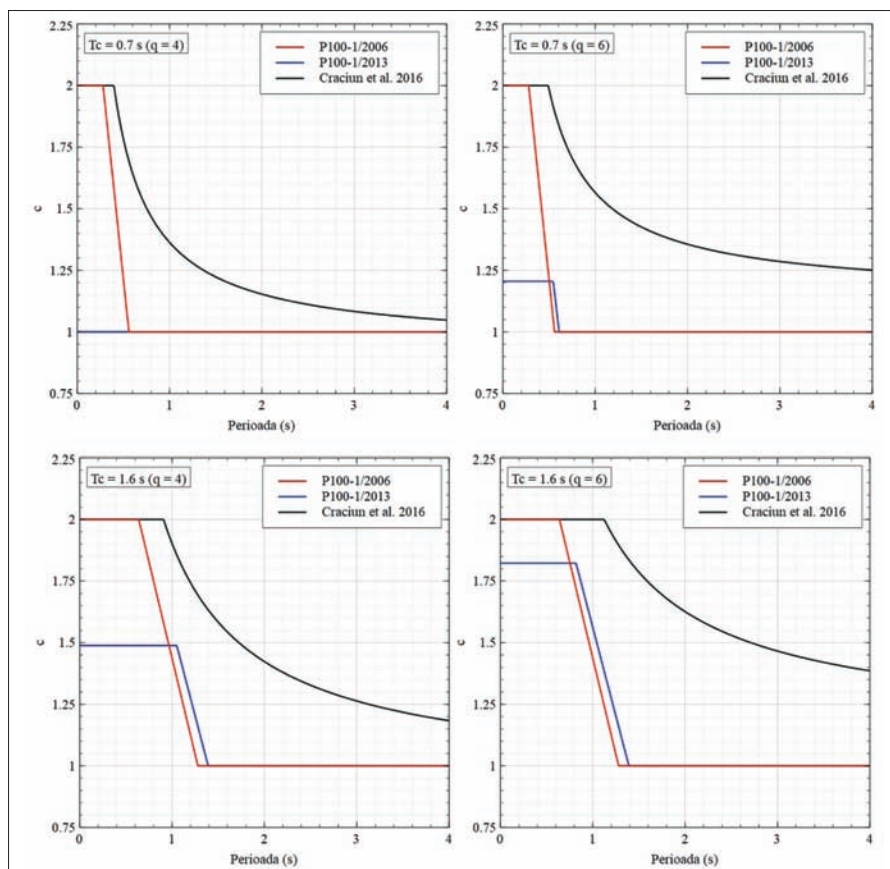 2.25
2
1.75
1.5
1.25
1
0.75
c
Tc = 0.7 s (q = 4)
P100-1/2006
P100-1/2013
Craciun et al. 2016
0
1
2
3
4
Perioada (s)
2.25
2
1.75
1.5
1.25
1
0.75
c
Tc = 0.7 s (q = 6)
P100-1/2006
P100-1/2013
Craciun et al. 2016
0
1
2
3
4
Perioada (s)
2.25
2
1.75
1.5
1.25
1
0.75
c
Tc = 1.6 s (q = 4)
P100-1/2006
P100-1/2013
Craciun et al. 2016
0
1
2
3
4
Perioada (s)
2.25
2
1.75
1.5
1.25
1
0.75
c
Tc = 1.6 s (q = 6)
P100-1/2006
P100-1/2013
Craciun et al. 2016
0
1
2
3
4
Perioada (s)